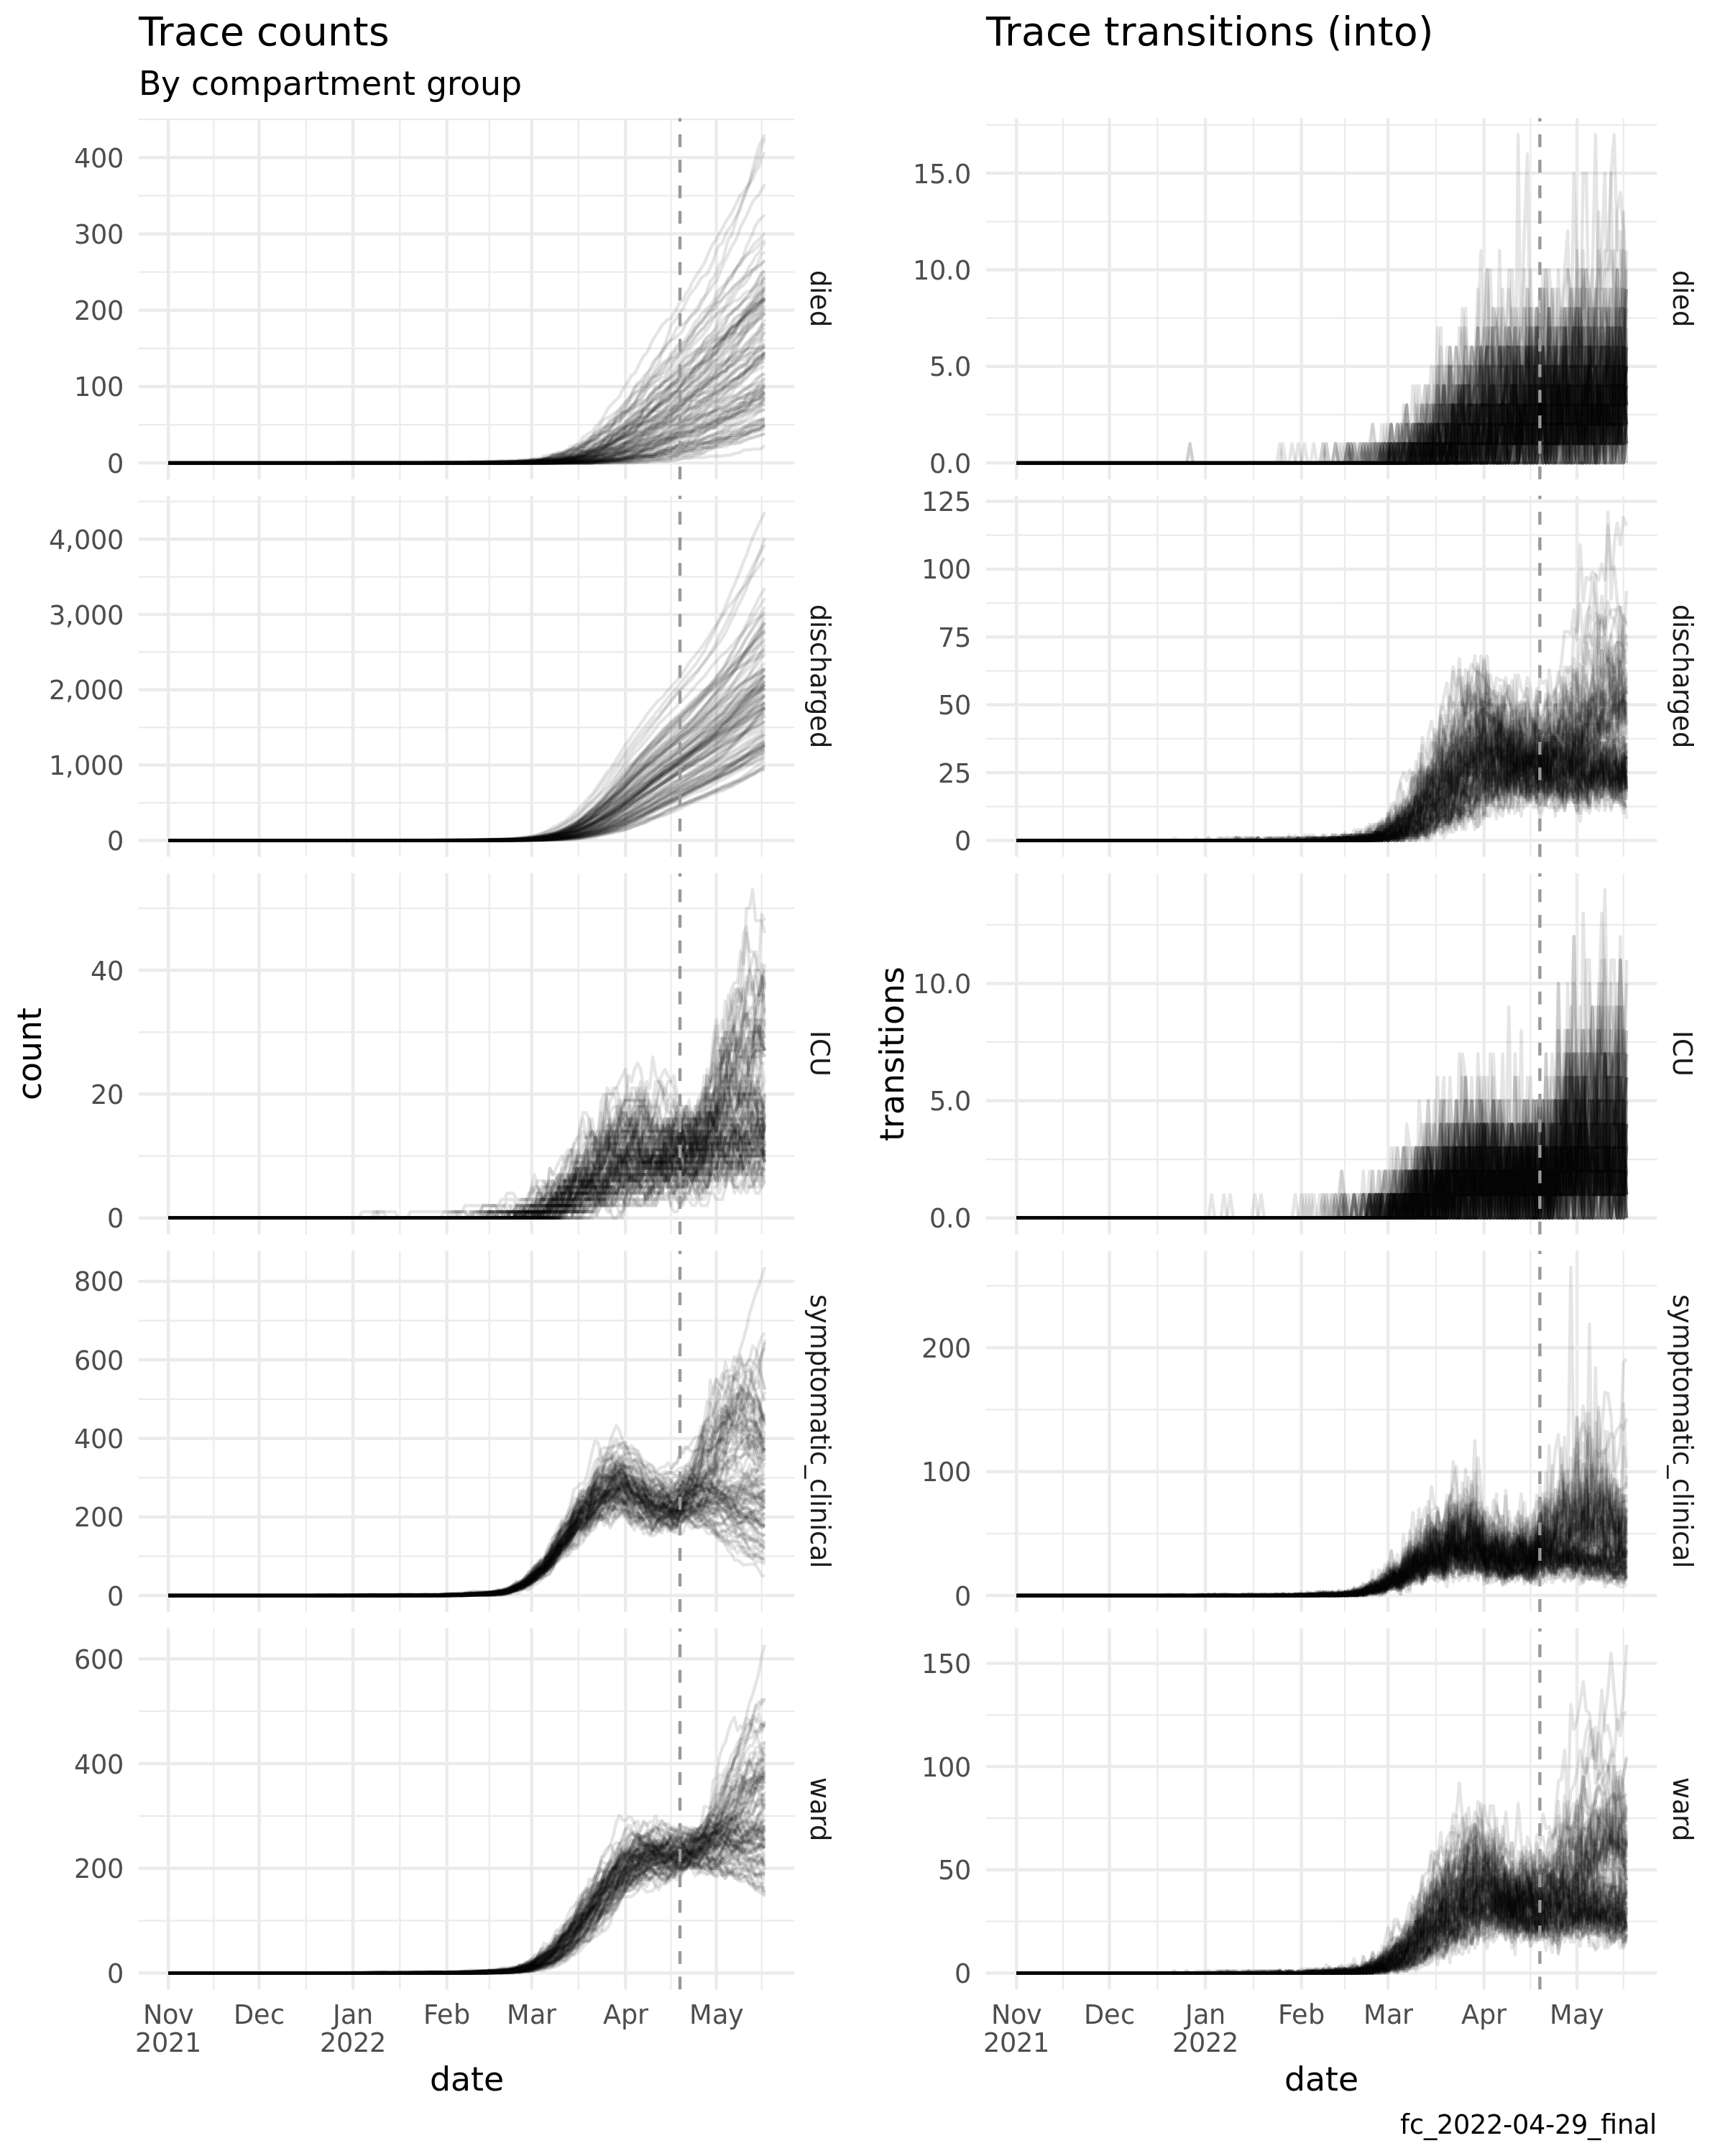 Trace counts
By compartment group
Trace transitions (into)
400
300
200
100
0
died
15.0
10.0
5.0
0.0
died
4,000
3,000
2,000
1,000
0
discharged
125
100
75
50
25
0
discharged
count
40
20
0
ICU
transitions
10.0
5.0
0.0
ICU
800
600
400
200
0
symptomatic_clinical
200
100
0
symptomatic_clinical
600
400
200
0
ward
150
100
50
0
ward
Nov Dec Jan Feb Mar Apr May
2021 2022
date
Nov Dec Jan Feb Mar Apr May
2021 2022
date
fc_2022-04-29_final